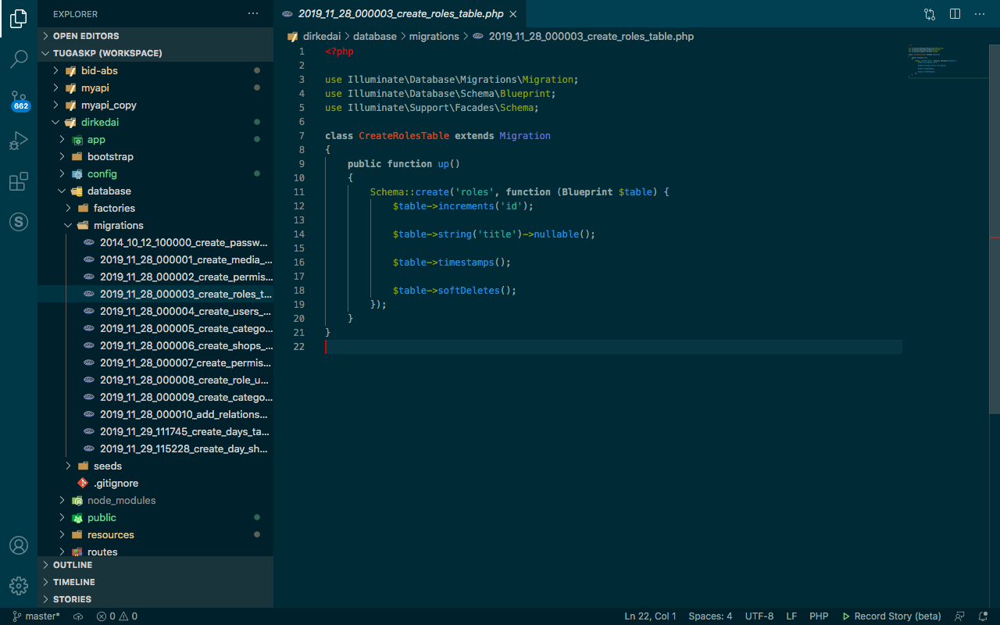 EXPLORER
OPEN EDITORS
TUGASKP (WORKSPACE)
bid-abs
myapi
myapi_copy
dirkedai
app
bootstrap
config
database
factories
migrations
2014_10_12_100000_create_passw...
2019_11_28_000001_create_media_...
2019_11_28_000002_create_permis...
2019_11_28_000003_create_roles_t...
2019_11_28_000004_create_users_...
2019_11_28_000005_create_catego...
2019_11_28_000006_create_shops_...
2019_11_28_000007_create_permis...
2019_11_28_000008_create_role_u...
2019_11_28_000009_create_catego...
2019_11_28_000010_add_relations...
2019_11_29_111745_create_days_ta...
2019_11_29_115228_create_day_sh...
seeds
.gitignore
node_modules
public
resources
routes
OUTLINE
TIMELINE
STORIES
662
2019_11_28_000003_create_roles_table.php
dirkedai > database > migrations > 2019_11_28_000003_create_roles_table.php
1 <?php
2
3 use Illuminate\Database\Migrations\Migration;
4 use Illuminate\Database\Schema\Blueprint;
5 use Illuminate\Support\Facades\Schema;
6
7 class CreateRolesTable extends Migration
8 {
9 public function up()
10 {
11 Schema::create('roles', function (Blueprint $table) {
12 $table->increments('id');
13
14 $table->string('title')->nullable();
15
16 $table->timestamps();
17
18 $table->softDeletes();
19 });
20 }
21 }
22
master* 0 0 Ln 22, Col 1 Spaces: 4 UTF-8 LF PHP Record Story (beta)